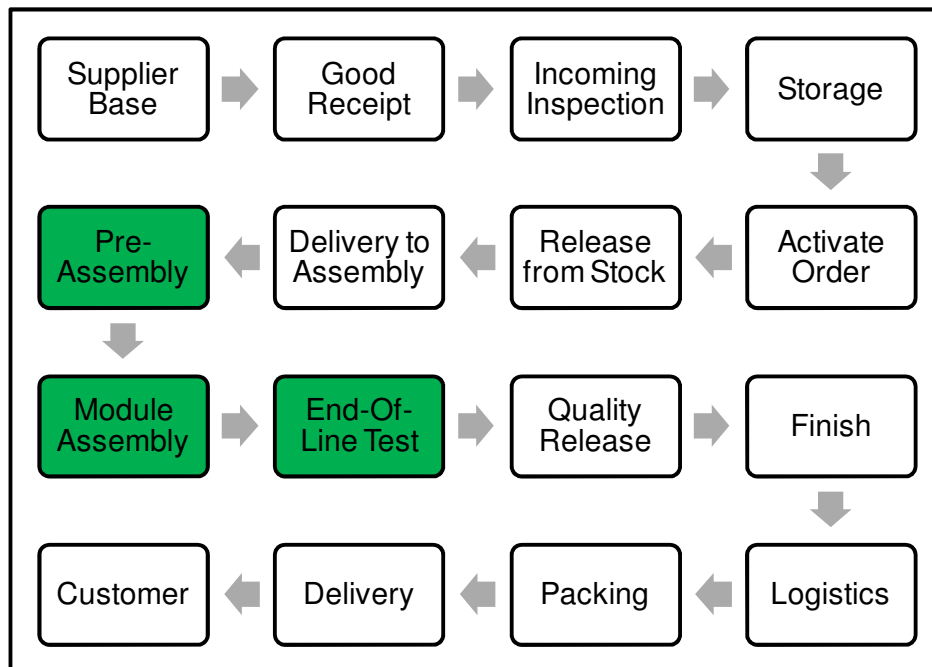 Supplier
Base
Good
Receipt
Incoming
Inspection
Storage
Pre-
Assembly
Delivery to
Assembly
Release
from Stock
Activate
Order
Module
Assembly
End-Of-
Line Test
Quality
Release
Finish
Customer
Delivery
Packing
Logistics